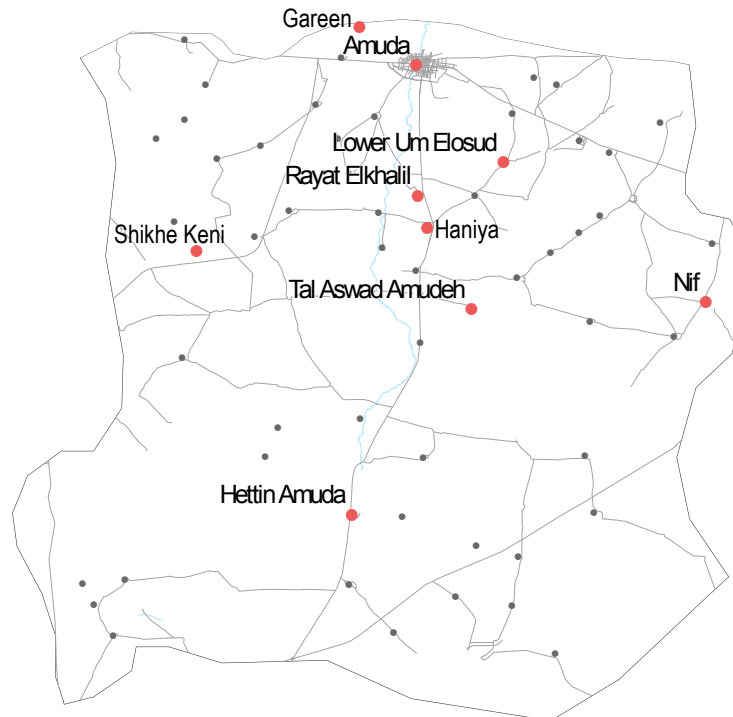 Gareen
Amuda
Lower Um Elosud
Rayat Elkhalil
Shikhe Keni
Haniya
Tal Aswad Amudeh
Nif
Hettin Amuda